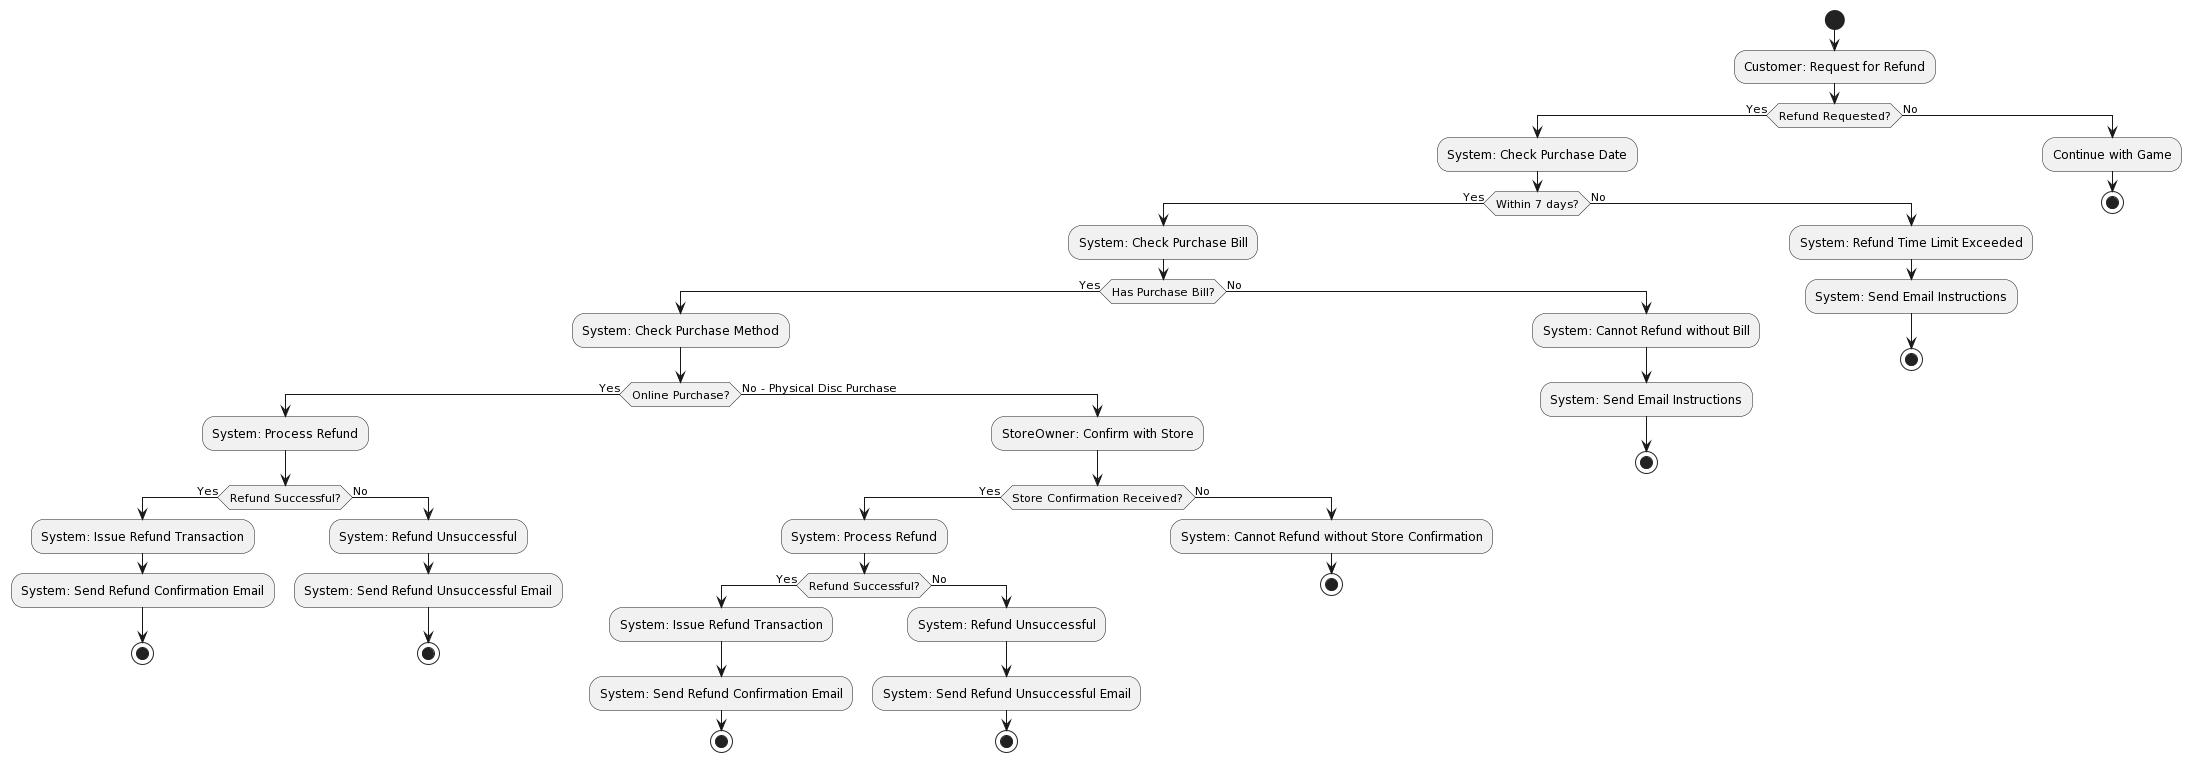 Customer: Request for Refund
Yes
Refund Requested?
No
System: Check Purchase Date
Continue with Game
Yes
Within 7 days?
No
System: Check Purchase Bill
System: Refund Time Limit Exceeded
Yes
Has Purchase Bill?
No
System: Send Email Instructions
System: Check Purchase Method
System: Cannot Refund without Bill
Yes
Online Purchase?
No - Physical Disc Purchase
System: Send Email Instructions
System: Process Refund
StoreOwner: Confirm with Store
Yes
Refund Successful?
No
Yes
Store Confirmation Received?
No
System: Issue Refund Transaction
System: Refund Unsuccessful
System: Process Refund
System: Cannot Refund without Store Confirmation
Yes
Refund Successful?
No
System: Send Refund Confirmation Email
System: Send Refund Unsuccessful Email
System: Issue Refund Transaction
System: Refund Unsuccessful
System: Send Refund Confirmation Email
System: Send Refund Unsuccessful Email